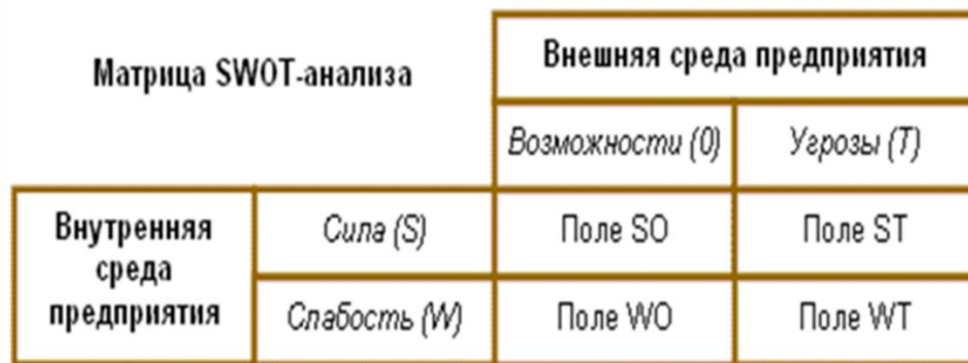 Матрица SWOT-анализа
Внешняя среда предприятия
Возможности (0)
Угрозы (T)
Внутренняя
среда
предприятия
Сила (S)
Поле SO
Поле ST
Слабость (W)
Поле WO
Поле WT